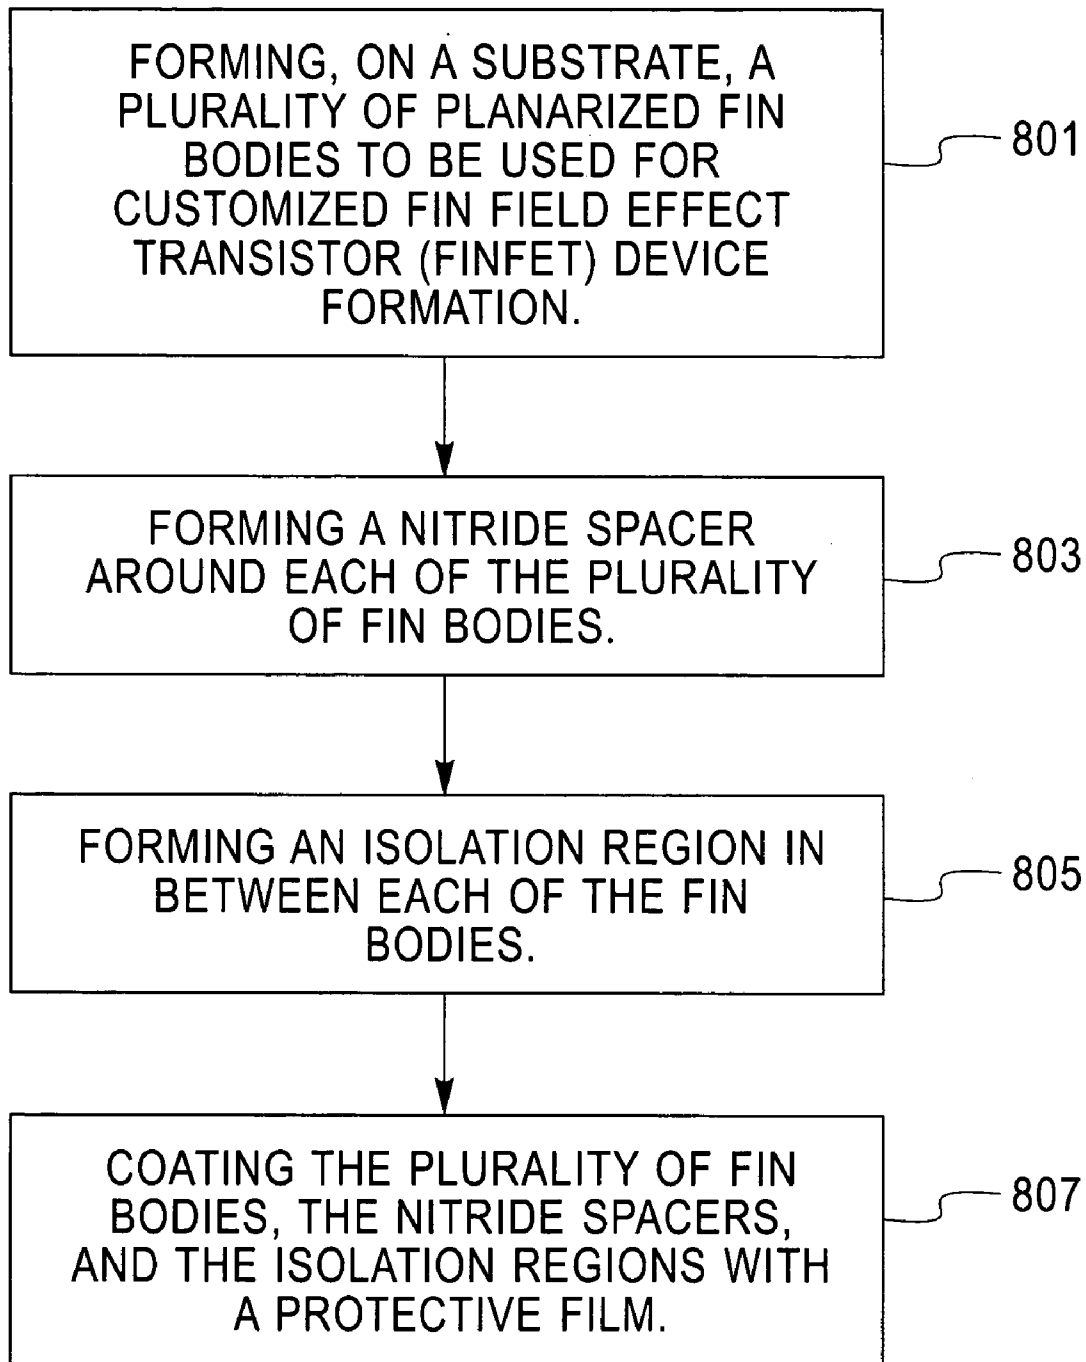 FORMING, ON A SUBSTRATE, A
PLURALITY OF PLANARIZED FIN
BODIES TO BE USED FOR
CUSTOMIZED FIN FIELD EFFECT
TRANSISTOR (FINFET) DEVICE
FORMATION.
801
FORMING A NITRIDE SPACER
AROUND EACH OF THE PLURALITY
OF FIN BODIES.
803
FORMING AN ISOLATION REGION IN
BETWEEN EACH OF THE FIN
BODIES.
805
COATING THE PLURALITY OF FIN
BODIES, THE NITRIDE SPACERS,
AND THE ISOLATION REGIONS WITH
A PROTECTIVE FILM.
807